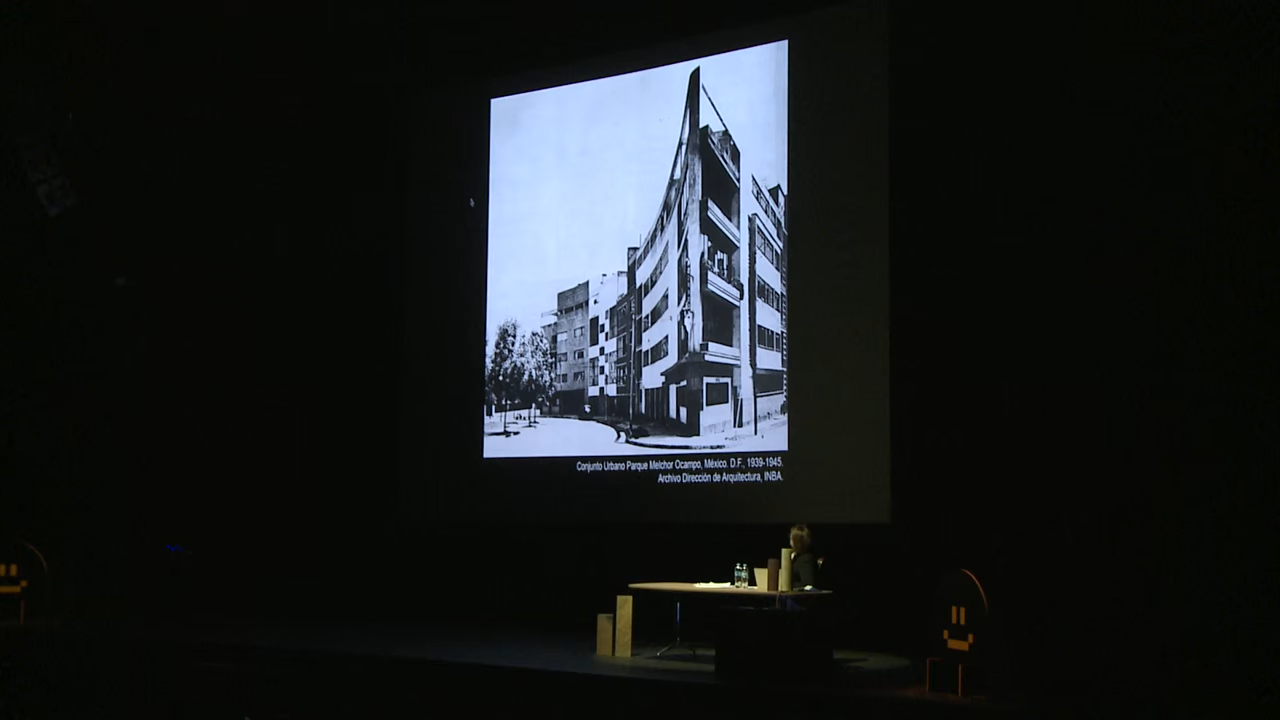 Conjunto Urbano Parque Melchor Ocampo, México. D.F., 1939-1945.
Archivo Dirección de Arquitectura, INBA.